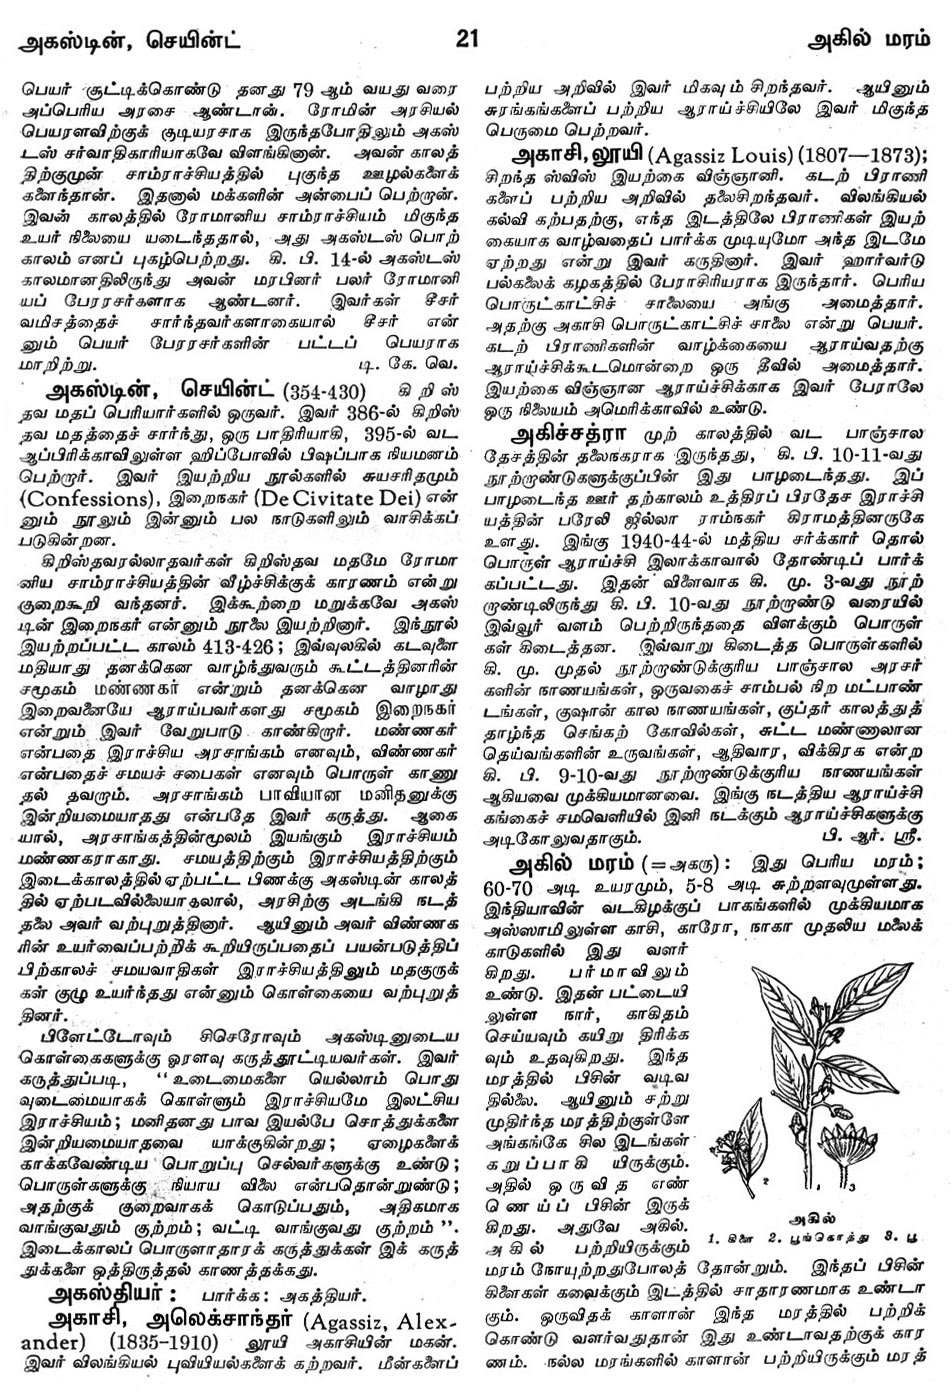 அகஸ்டின், செயின்ட்
21
அகில் மரம்
பெயர் சூட்டிக்கொண்டு தனது 79 ஆம் வயது வரை
அப்பெரிய அரசை ஆண்டான். ரோமின் அரசியல்
பெயரளவிற்குக் குடியரசாக இருந்தபோதிலும் அகஸ்
டஸ் சர்வாதிகாரியாகவே விளங்கினான். அவன் காலத்
திற்குமுன் சாம்ராச்சியத்தில் புகுந்த ஊழல்களைக்
களைந்தான். இதனால் மக்களின் அன்பைப் பெற்றான்.
இவன் காலத்தில் ரோமானிய சாம்ராச்சியம் மிகுந்த
உயர் நிலையை யடைந்ததால், அது அகஸ்டஸ் பொற்
காலம் எனப் புகழ்பெற்றது. கி. பி. 14-ல் அகஸ்டஸ்
காலமானதிலிருந்து அவன் மரபினர் பலர் ரோமானி
யப் பேரரசர்களாக ஆண்டனர். இவர்கள் சீசர்
வமிசத்தைச் சார்ந்தவர்களாகையால் சீசர் என்
னும் பெயர் பேரரசர்களின் பட்டப் பெயராக
மாறிற்று. டி. கே. வெ.
அகஸ்டின், செயின்ட் (354-430) கிறிஸ்
தவ மதப் பெரியார்களில் ஒருவர். இவர் 386-ல் கிறிஸ்
தவ மதத்தைச் சார்ந்து, ஒரு பாதிரியாகி, 395-ல் வட
ஆப்பிரிக்காவிலுள்ள ஹிப்போவில் பிஷப்பாக நியமனம்
பெற்றார். இவர் இயற்றிய நூல்களில் சுயசரிதமும்
(Confessions), இறைநகர் (De Civitate Dei) என்
னும் நூலும் இன்னும் பல நாடுகளிலும் வாசிக்கப்
படுகின்றன.
கிறிஸ்தவரல்லாதவர்கள் கிறிஸ்தவ மதமே ரோமா
னிய சாம்ராச்சியத்தின் வீழ்ச்சிக்குக் காரணம் என்று
குறைகூறி வந்தனர். இக்கூற்றை மறுக்கவே அகஸ்
டின் இறைநகர் என்னும் நூலை இயற்றினார். இந்நூல்
இயற்றப்பட்ட காலம் 413-426; இவ்வுலகில் கடவுளை
மதியாது தனக்கென வாழ்ந்துவரும் கூட்டத்தினரின்
சமூகம் மண்ணகர் என்றும் தனக்கென வாழாது
இறைவனையே ஆராய்பவர்களது சமூகம் இறைநகர்
என்றும் இவர் வேறுபாடு காண்கிறார். மண்ணகர்
என்பதை இராச்சிய அரசாங்கம் எனவும், விண்ணகர்
என்பதைச் சமயச் சபைகள் எனவும் பொருள் காணு
தல் தவறாம். அரசாங்கம் பாவியான மனிதனுக்கு
இன்றியமையாதது என்பதே இவர் கருத்து. ஆகை
யால், அரசாங்கத்தின்மூலம் இயங்கும் இராச்சியம்
மண்ணகராகாது. சமயத்திற்கும் இராச்சியத்திற்கும்
இடைக்காலத்தில் ஏற்பட்ட பிணக்கு அகஸ்டின் காலத்
தில் ஏற்படவில்லையாதலால், அரசிற்கு அடங்கி நடத்
தலை அவர் வற்புறுத்தினார். ஆயினும் அவர் விண்ணக
ரின் உயர்வைப்பற்றிக் கூறியிருப்பதைப் பயன்படுத்திப்
பிற்காலச் சமயவாதிகள் இராச்சியத்திலும் மதகுருக்
கள் குழு உயர்ந்தது என்னும் கொள்கையை வற்புறுத்
தினர்.
பிளேட்டோவும் சிசெரோவும் அகஸ்டினுடைய
கொள்கைகளுக்கு ஓரளவு கருத்தூட்டியவர்கள். இவர்
கருத்துப்படி, “உடைமைகளை யெல்லாம் பொது
வுடைமையாகக் கொள்ளும் இராச்சியமே இலட்சிய
இராச்சியம்; மனிதனது பாவ இயல்பே சொத்துக்களை
இன்றியமையாதவை யாக்குகின்றது; ஏழைகளைக்
காக்கவேண்டிய பொறுப்பு செல்வர்களுக்கு உண்டு;
பொருள்களுக்கு நியாய விலை என்பதொன்றுண்டு;
அதற்குக் குறைவாகக் கொடுப்பதும், அதிகமாக
வாங்குவதும் குற்றம்; வட்டி வாங்குவது குற்றம்”.
இடைக்காலப் பொருளாதாரக் கருத்துக்கள் இக் கருத்
துக்களை ஒத்திருத்தல் காணத்தக்கது.
அகஸ்தியர் : பார்க்க: அகத்தியர்.
அகாசி, அலெக்சாந்தர் (Agassiz, Alex-
ander) (1835-1910) லூயி அகாசியின் மகன்.
இவர் விலங்கியல் புவியியல்களைக் கற்றவர். மீன்களைப்
பற்றிய அறிவில் இவர் மிகவும் சிறந்தவர். ஆயினும்
சுரங்கங்களைப் பற்றிய ஆராய்ச்சியிலே இவர் மிகுந்த
பெருமை பெற்றவர்.
அகாசி, லூயி (Agassiz Louis) (1807—1873);
சிறந்த ஸ்விஸ் இயற்கை விஞ்ஞானி. கடற் பிராணி
களைப் பற்றிய அறிவில் தலைசிறந்தவர். விலங்கியல்
கல்வி கற்பதற்கு, எந்த இடத்திலே பிராணிகள் இயற்
கையாக வாழ்வதைப் பார்க்க முடியுமோ அந்த இடமே
ஏற்றது என்று இவர் கருதினார். இவர் ஹார்வர்டு
பல்கலைக் கழகத்தில் பேராசிரியராக இருந்தார். பெரிய
பொருட்காட்சிச் சாலையை அங்கு அமைத்தார்.
அதற்கு அகாசி பொருட்காட்சிச் சாலை என்று பெயர்.
கடற் பிராணிகளின் வாழ்க்கையை ஆராய்வதற்கு
ஆராய்ச்சிக்கூடமொன்றை ஒரு தீவில் அமைத்தார்.
இயற்கை விஞ்ஞான ஆராய்ச்சிக்காக இவர் பேராலே
ஒரு நிலையம் அமெரிக்காவில் உண்டு.
அகிச்சத்ரா முற் காலத்தில் வட பாஞ்சால
தேசத்தின் தலைநகராக இருந்தது, கி. பி. 10-11-வது
நூற்றாண்டுகளுக்குப்பின் இது பாழடைந்தது. இப்
பாழடைந்த ஊர் தற்காலம் உத்திரப் பிரதேச இராச்சி
யத்தின் பரேலி ஜில்லா ராம்நகர் கிராமத்தினருகே
உளது. இங்கு 1940-44-ல் மத்திய சர்க்கார் தொல்
பொருள் ஆராய்ச்சி இலாக்காவால் தோண்டிப் பார்க்
கப்பட்டது. இதன் விளைவாக கி. மு. 3-வது நூற்
றாண்டிலிருந்து கி. பி. 10-வது நூற்றாண்டு வரையில்
இவ்வூர் வளம் பெற்றிருந்ததை விளக்கும் பொருள்
கள் கிடைத்தன. இவ்வாறு கிடைத்த பொருள்களில்
கி. மு. முதல் நூற்றாண்டுக்குரிய பாஞ்சால அரசர்
களின் நாணயங்கள், ஒருவகைச் சாம்பல் நிற மட்பாண்
டங்கள், குஷான் கால நாணயங்கள், குப்தர் காலத்துத்
தாழ்ந்த செங்கற் கோவில்கள், சுட்ட மண்ணாலான
தெய்வங்களின் உருவங்கள், ஆதிவார, விக்கிரக என்ற
கி. பி. 9-10-வது நூற்றாண்டுக்குரிய நாணயங்கள்
ஆகியவை முக்கியமானவை. இங்கு நடத்திய ஆராய்ச்சி
கங்கைச் சமவெளியில் இனி நடக்கும் ஆராய்ச்சிகளுக்கு
அடிகோலுவதாகும். பி. ஆர். ஸ்ரீ.
அகில் மரம் (=அகரு): இது பெரிய மரம்;
60-70 அடி உயரமும், 5-8 அடி சுற்றளவுமுள்ளது.
இந்தியாவின் வடகிழக்குப் பாகங்களில் முக்கியமாக
அஸ்ஸாமிலுள்ள காசி, காரோ, நாகா முதலிய மலைக்
காடுகளில் இது வளர்
கிறது. பர்மாவிலும்
உண்டு. இதன் பட்டையி
லுள்ள நார், காகிதம்
செய்யவும் கயிறு திரிக்க
வும் உதவுகிறது. இந்த
மரத்தில் பிசின் வடிவ
தில்லை. ஆயினும் சற்று
முதிர்ந்த மரத்திற்குள்ளே
அங்கங்கே சில இடங்கள்
கறுப்பாகி யிருக்கும்.
அதில் ஒருவித எண்
ணெய்ப் பிசின் இருக்
கிறது. அதுவே அகில்.
அகில் பற்றியிருக்கும்
மரம் நோயுற்றதுபோலத் தோன்றும். இந்தப் பிசின்
கிளைகள் கவைக்கும் இடத்தில் சாதாரணமாக உண்டா
கும். ஒருவிதக் காளான் இந்த மரத்தில் பற்றிக்
கொண்டு வளர்வதுதான் இது உண்டாவதற்குக் கார
ணம். நல்ல மரங்களில் காளான் பற்றியிருக்கும் மரத்
2
1
3
அகில்
1. கிளை 2. பூங்கொத்து 3. பூ